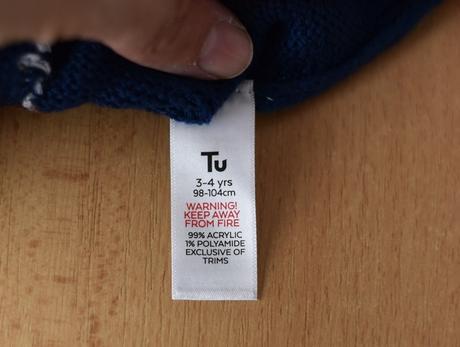 Tu
3-4 yrs
98-104cm
WARNING!
KEEP AWAY
FROM FIRE
99% ACRYLIC
1% POLYAMIDE
EXCLUSIVE OF
TRIMS